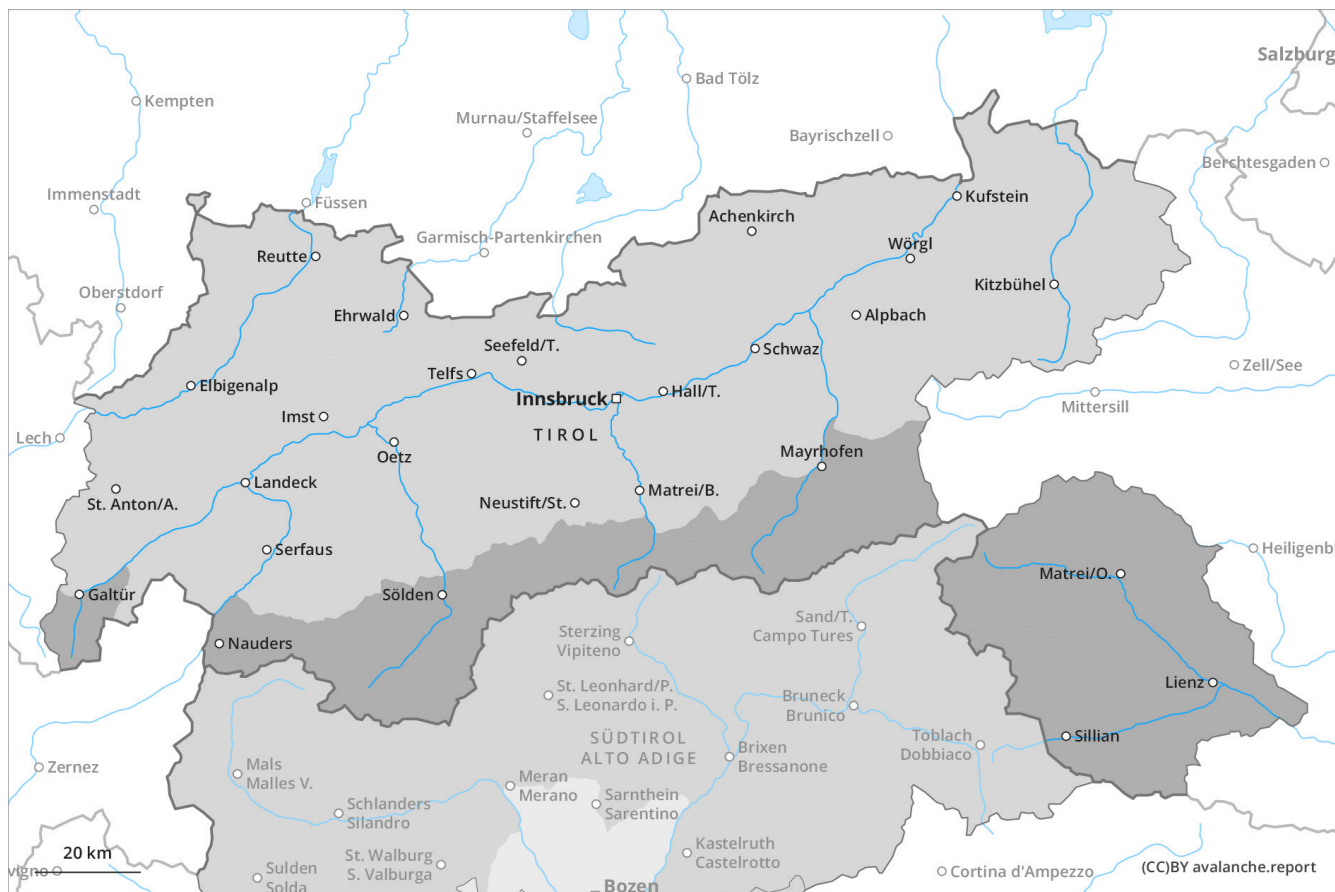 Salzburg
Bad Tölz
Kempten
Murnau/Staffelsee
Bayrischzell
Berchtesgaden
Immenstadt
Füssen
Kufstein
Achenkirch
Garmisch-Partenkirchen
Wörgl
Reutte
Kitzbühel
Oberstdorf
Ehrwald
Alpbach
Seefeld/T.
Schwaz
Zell/See
Telfs
Elbigenalp
Hall/T.
Innsbruck
Mittersill
Imst
Lech
TIROL
Oetz
Mayrhofen
Landeck
Matrei/B.
St. Anton/A.
Neustift/St.
Serfaus
Heiligenb
Matrei/O.
Galtür
Sölden
Sand/T.
Campo Tures
Sterzing
Vipiteno
Nauders
Lienz
St. Leonhard/P.
S. Leonardo i. P.
Bruneck
Brunico
SÜDTIROL
ALTO ADIGE
Toblach
Dobbiaco
Sillian
Brixen
Bressanone
Zernez
Mals
Malles V.
Meran
Merano
Sarnthein
Sarentino
Schlanders
Silandro
Kastelruth
Castelrotto
20 km
St. Walburg
S. Valburga
vigno
Sulden
Solda
Cortina d'Ampezzo
(CC)BY avalanche.report
Bozen